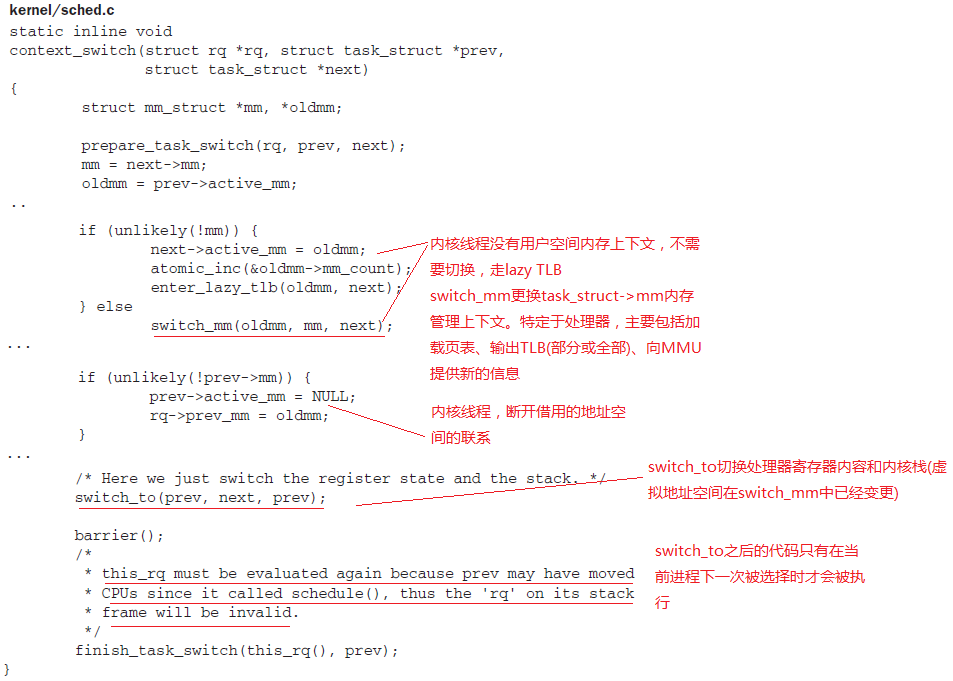 kernel/sched.c
static inline void
context_switch(struct rq *rq, struct task_struct *prev,
struct task_struct *next)
{
struct mm_struct *mm, *oldmm;
prepare_task_switch(rq, prev, next);
mm = next->mm;
oldmm = prev->active_mm;
..
if (unlikely(!mm)) {
next->active_mm = oldmm;
atomic_inc(&oldmm->mm_count);
enter_lazy_tlb(oldmm, next);
} else
switch_mm(oldmm, mm, next);
内核线程没有用户空间内存上下文，不需
要切换，走lazy TLB
switch_mm更换task_struct->mm内存
管理上下文。特定于处理器，主要包括加
载页表、输出TLB(部分或全部)、向MMU
提供新的信息
...
if (unlikely(!prev->mm)) {
prev->active_mm = NULL;
rq->prev_mm = oldmm;
}
内核线程，断开借用的地址空
间的联系
...
/* Here we just switch the register state and the stack. */
switch_to(prev, next, prev);
switch_to切换处理器寄存器内容和内核栈(虚
拟地址空间在switch_mm中已经变更)
barrier();
/*
* this_rq must be evaluated again because prev may have moved
* CPUs since it called schedule(), thus the 'rq' on its stack
* frame will be invalid.
*/
finish_task_switch(this_rq(), prev);
}
switch_to之后的代码只有在当
前进程下一次被选择时才会被执
行